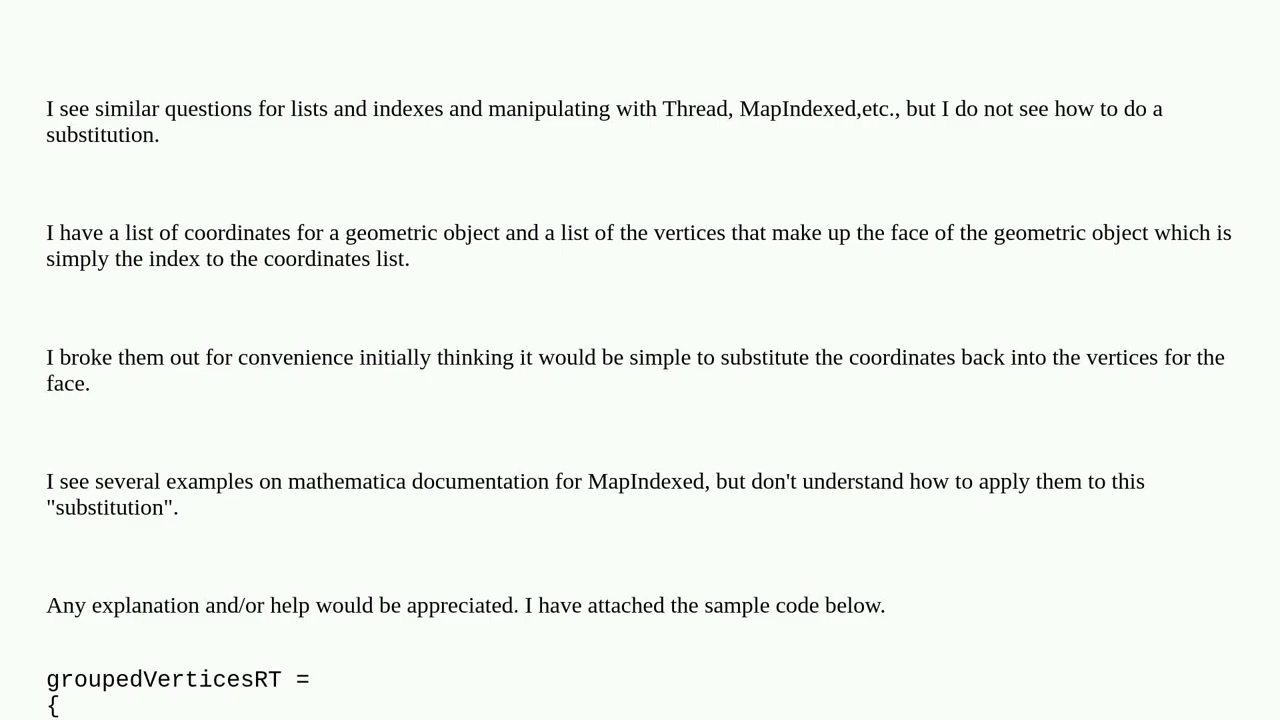 I see similar questions for lists and indexes and manipulating with Thread, MapIndexed,etc., but I do not see how to do a
substitution.
I have a list of coordinates for a geometric object and a list of the vertices that make up the face of the geometric object which is
simply the index to the coordinates list.
I broke them out for convenience initially thinking it would be simple to substitute the coordinates back into the vertices for the
face.
I see several examples on mathematica documentation for MapIndexed, but don't understand how to apply them to this
"substitution".
Any explanation and/or help would be appreciated. I have attached the sample code below.
groupedVerticesRT =
{